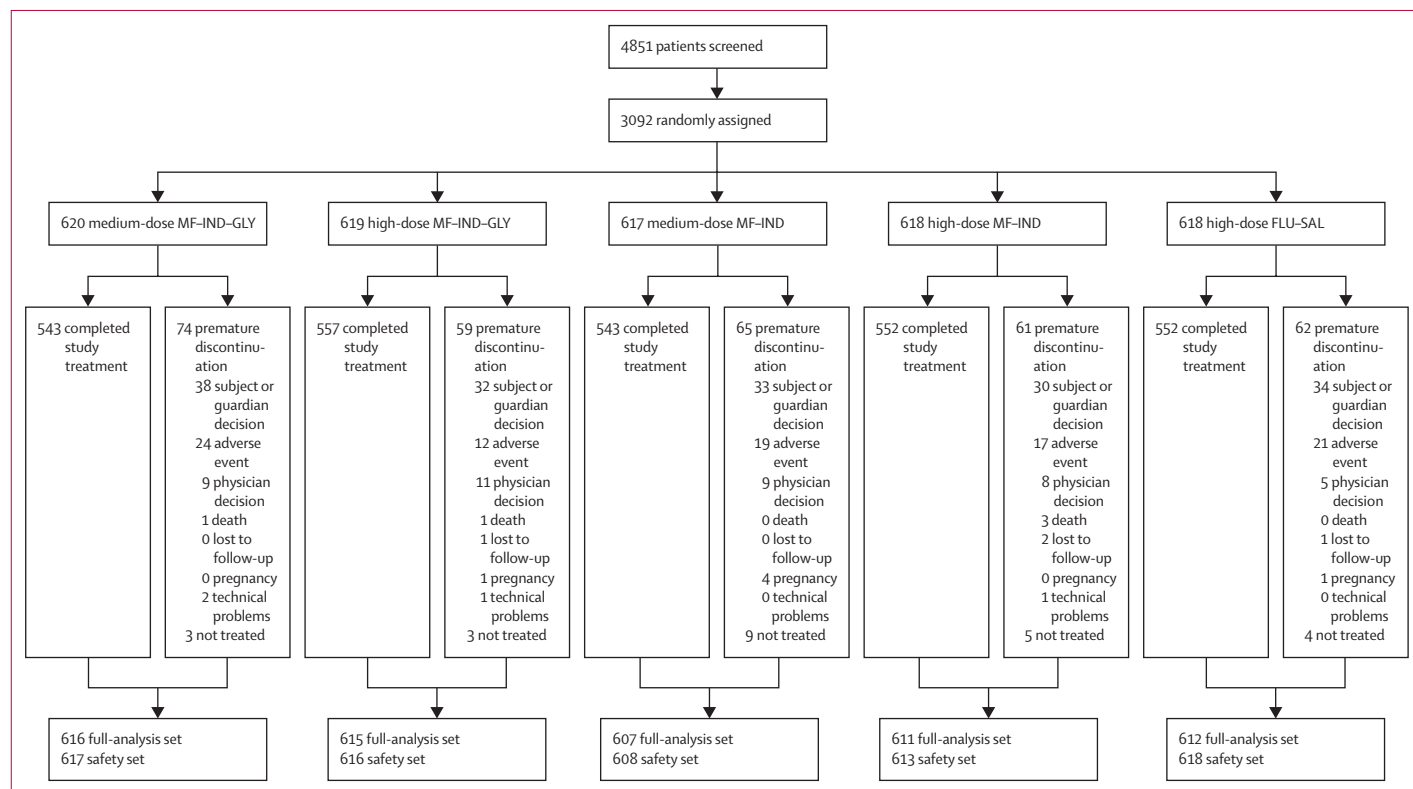 4851 patients screened
3092 randomly assigned
620 medium-dose MF–IND–GLY
619 high-dose MF–IND–GLY
617 medium-dose MF–IND
618 high-dose MF–IND
618 high-dose FLU–SAL
543 completed
study
treatment
74 premature
discontinu-
ation
38 subject or
guardian
decision
24 adverse
event
9 physician
decision
1 death
0 lost to
follow-up
0 pregnancy
2 technical
problems
3 not treated
557 completed
study
treatment
59 premature
discontinu-
ation
32 subject or
guardian
decision
12 adverse
event
11 physician
decision
1 death
1 lost to
follow-up
1 pregnancy
1 technical
problems
3 not treated
543 completed
study
treatment
65 premature
discontinu-
ation
33 subject or
guardian
decision
19 adverse
event
9 physician
decision
0 death
0 lost to
follow-up
4 pregnancy
0 technical
problems
9 not treated
552 completed
study
treatment
61 premature
discontinu-
ation
30 subject or
guardian
decision
17 adverse
event
8 physician
decision
3 death
2 lost to
follow-up
0 pregnancy
1 technical
problems
5 not treated
552 completed
study
treatment
62 premature
discontinu-
ation
34 subject or
guardian
decision
21 adverse
event
5 physician
decision
0 death
1 lost to
follow-up
1 pregnancy
0 technical
problems
4 not treated
616 full-analysis set
617 safety set
615 full-analysis set
616 safety set
607 full-analysis set
608 safety set
611 full-analysis set
613 safety set
612 full-analysis set
618 safety set